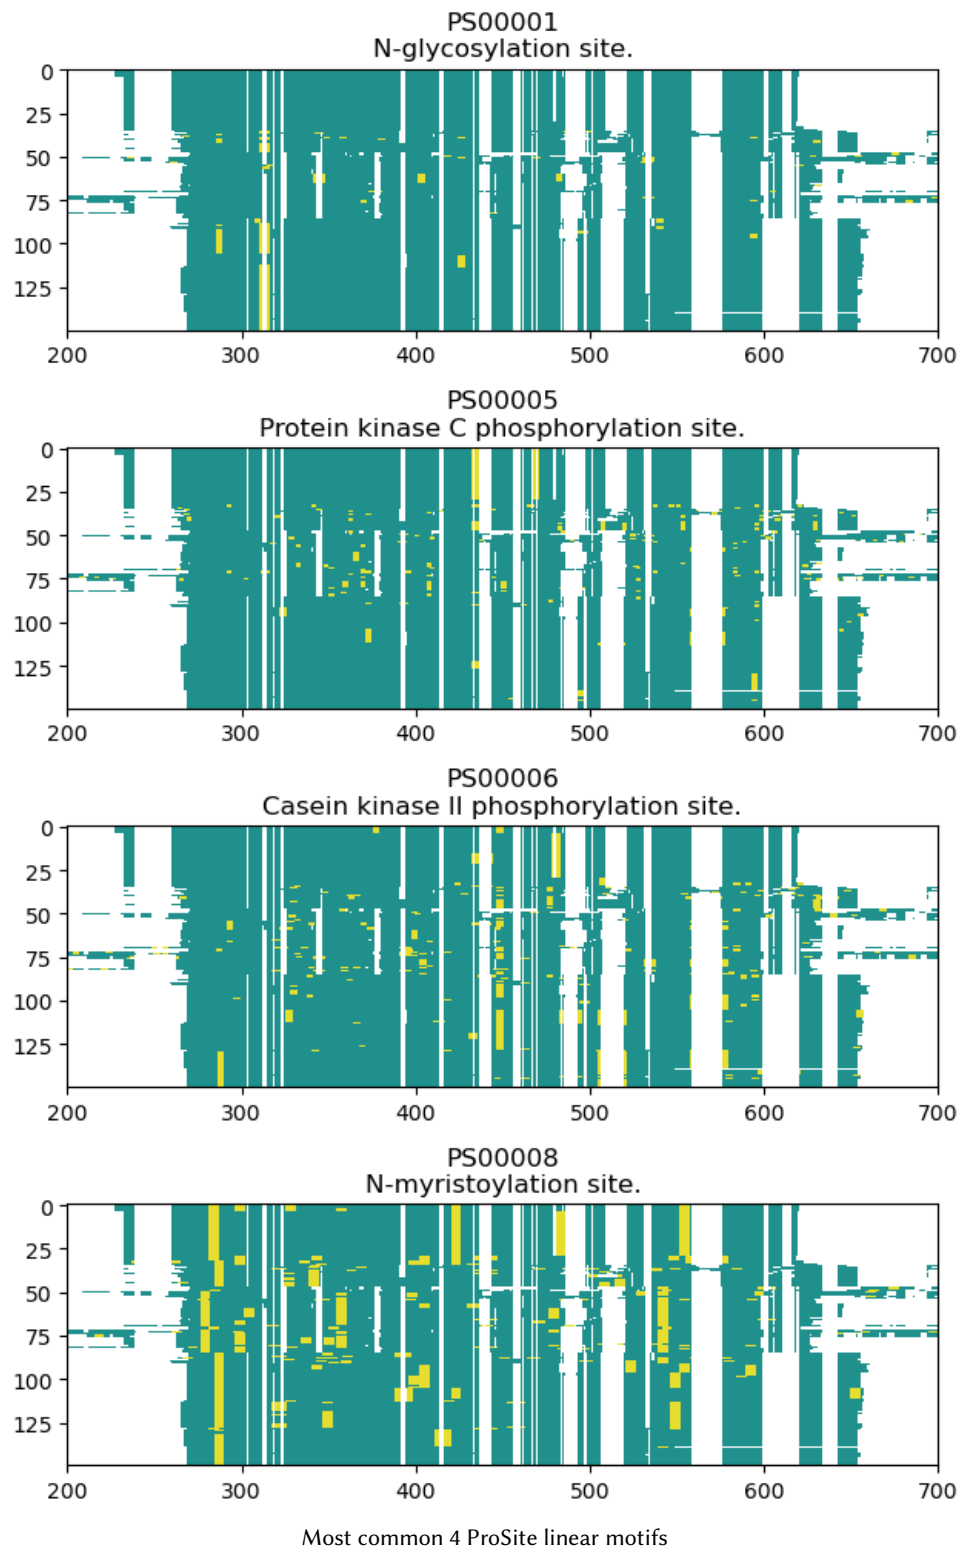 PS00001
N-glycosylation site.
0
25
50
75
100
125
200 300 400 500 600 700
PS00005
Protein kinase C phosphorylation site.
0
25
50
75
100
125
200 300 400 500 600 700
PS00006
Casein kinase II phosphorylation site.
0
25
50
75
100
125
200 300 400 500 600 700
PS00008
N-myristoylation site.
0
25
50
75
100
125
200 300 400 500 600 700
Most common 4 ProSite linear motifs